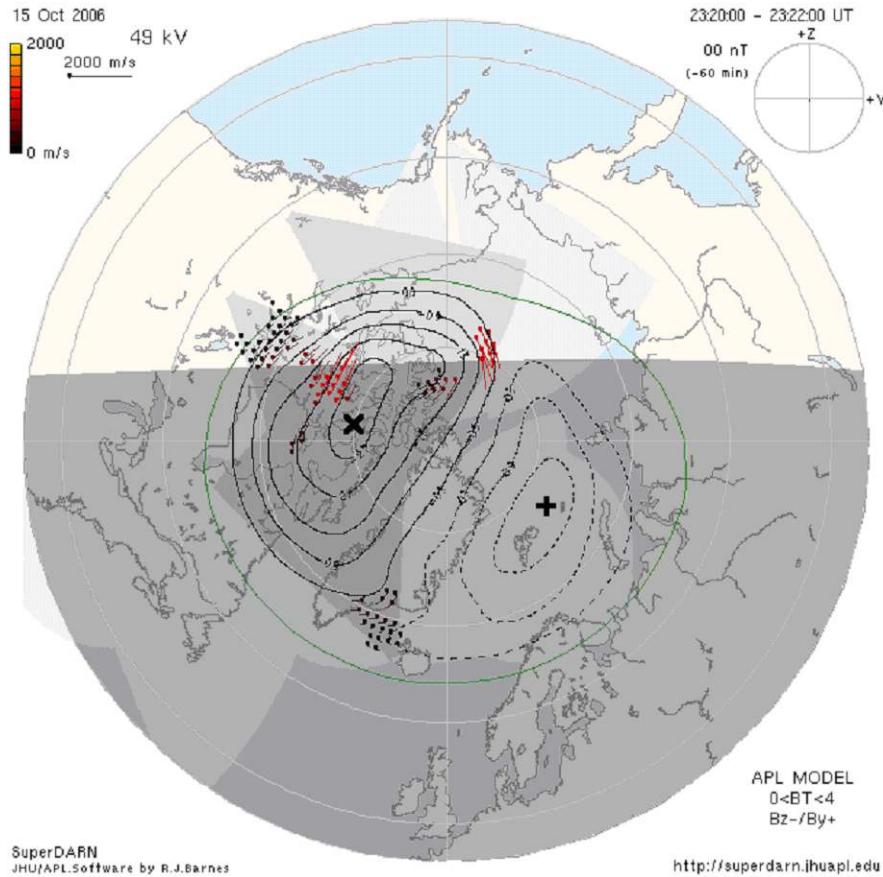 15 Oct 2006
49 kV
23:20:00 – 23:22:00 UT
2000
2000 m/s
0 m/s
00 nT
(-60 min)
+Z
+Y
APL MODEL
0<BT<4
Bz-/By+
SuperDARN
JHU/APL.Software by R.J.Barnes
http://superdarn.jhuapl.edu